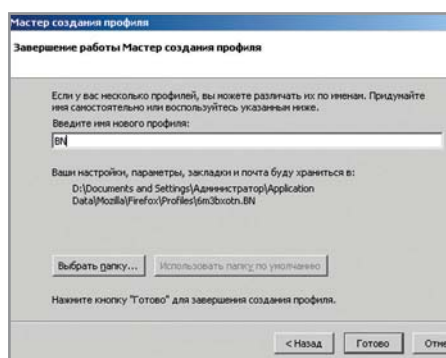 Мастер создания профиля
Завершение работы Мастер создания профиля
Если у вас несколько профилей, вы можете различать их по именам. Придумайте
имя самостоятельно или воспользуйтесь указанным ниже.
Введите имя нового профиля:
BN
Ваши настройки, параметры, закладки и почта буду храниться в:
D:\Documents and Settings\Администратор\Application
Data\Mozilla\Firefox\Profiles\6m3bxotn.BN
Выбрать папку... Использовать папку по умолчанию
Нажмите кнопку "Готово" для завершения создания профиля.
< Назад Готово Отме